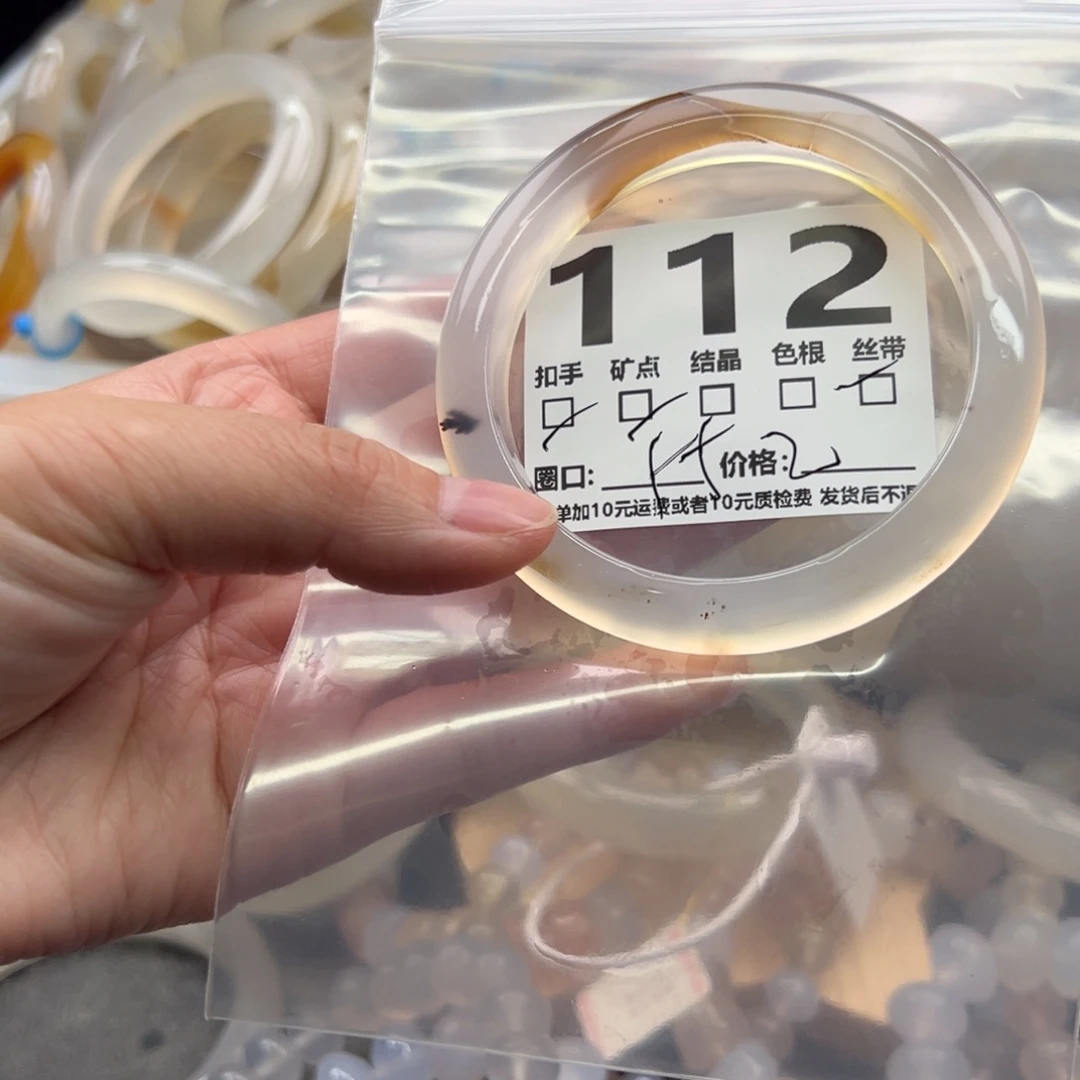 112
扣手 矿点 结晶 色根 丝带
圈口: 价格:2
单加10元运费或者10元质检费 发货后不退